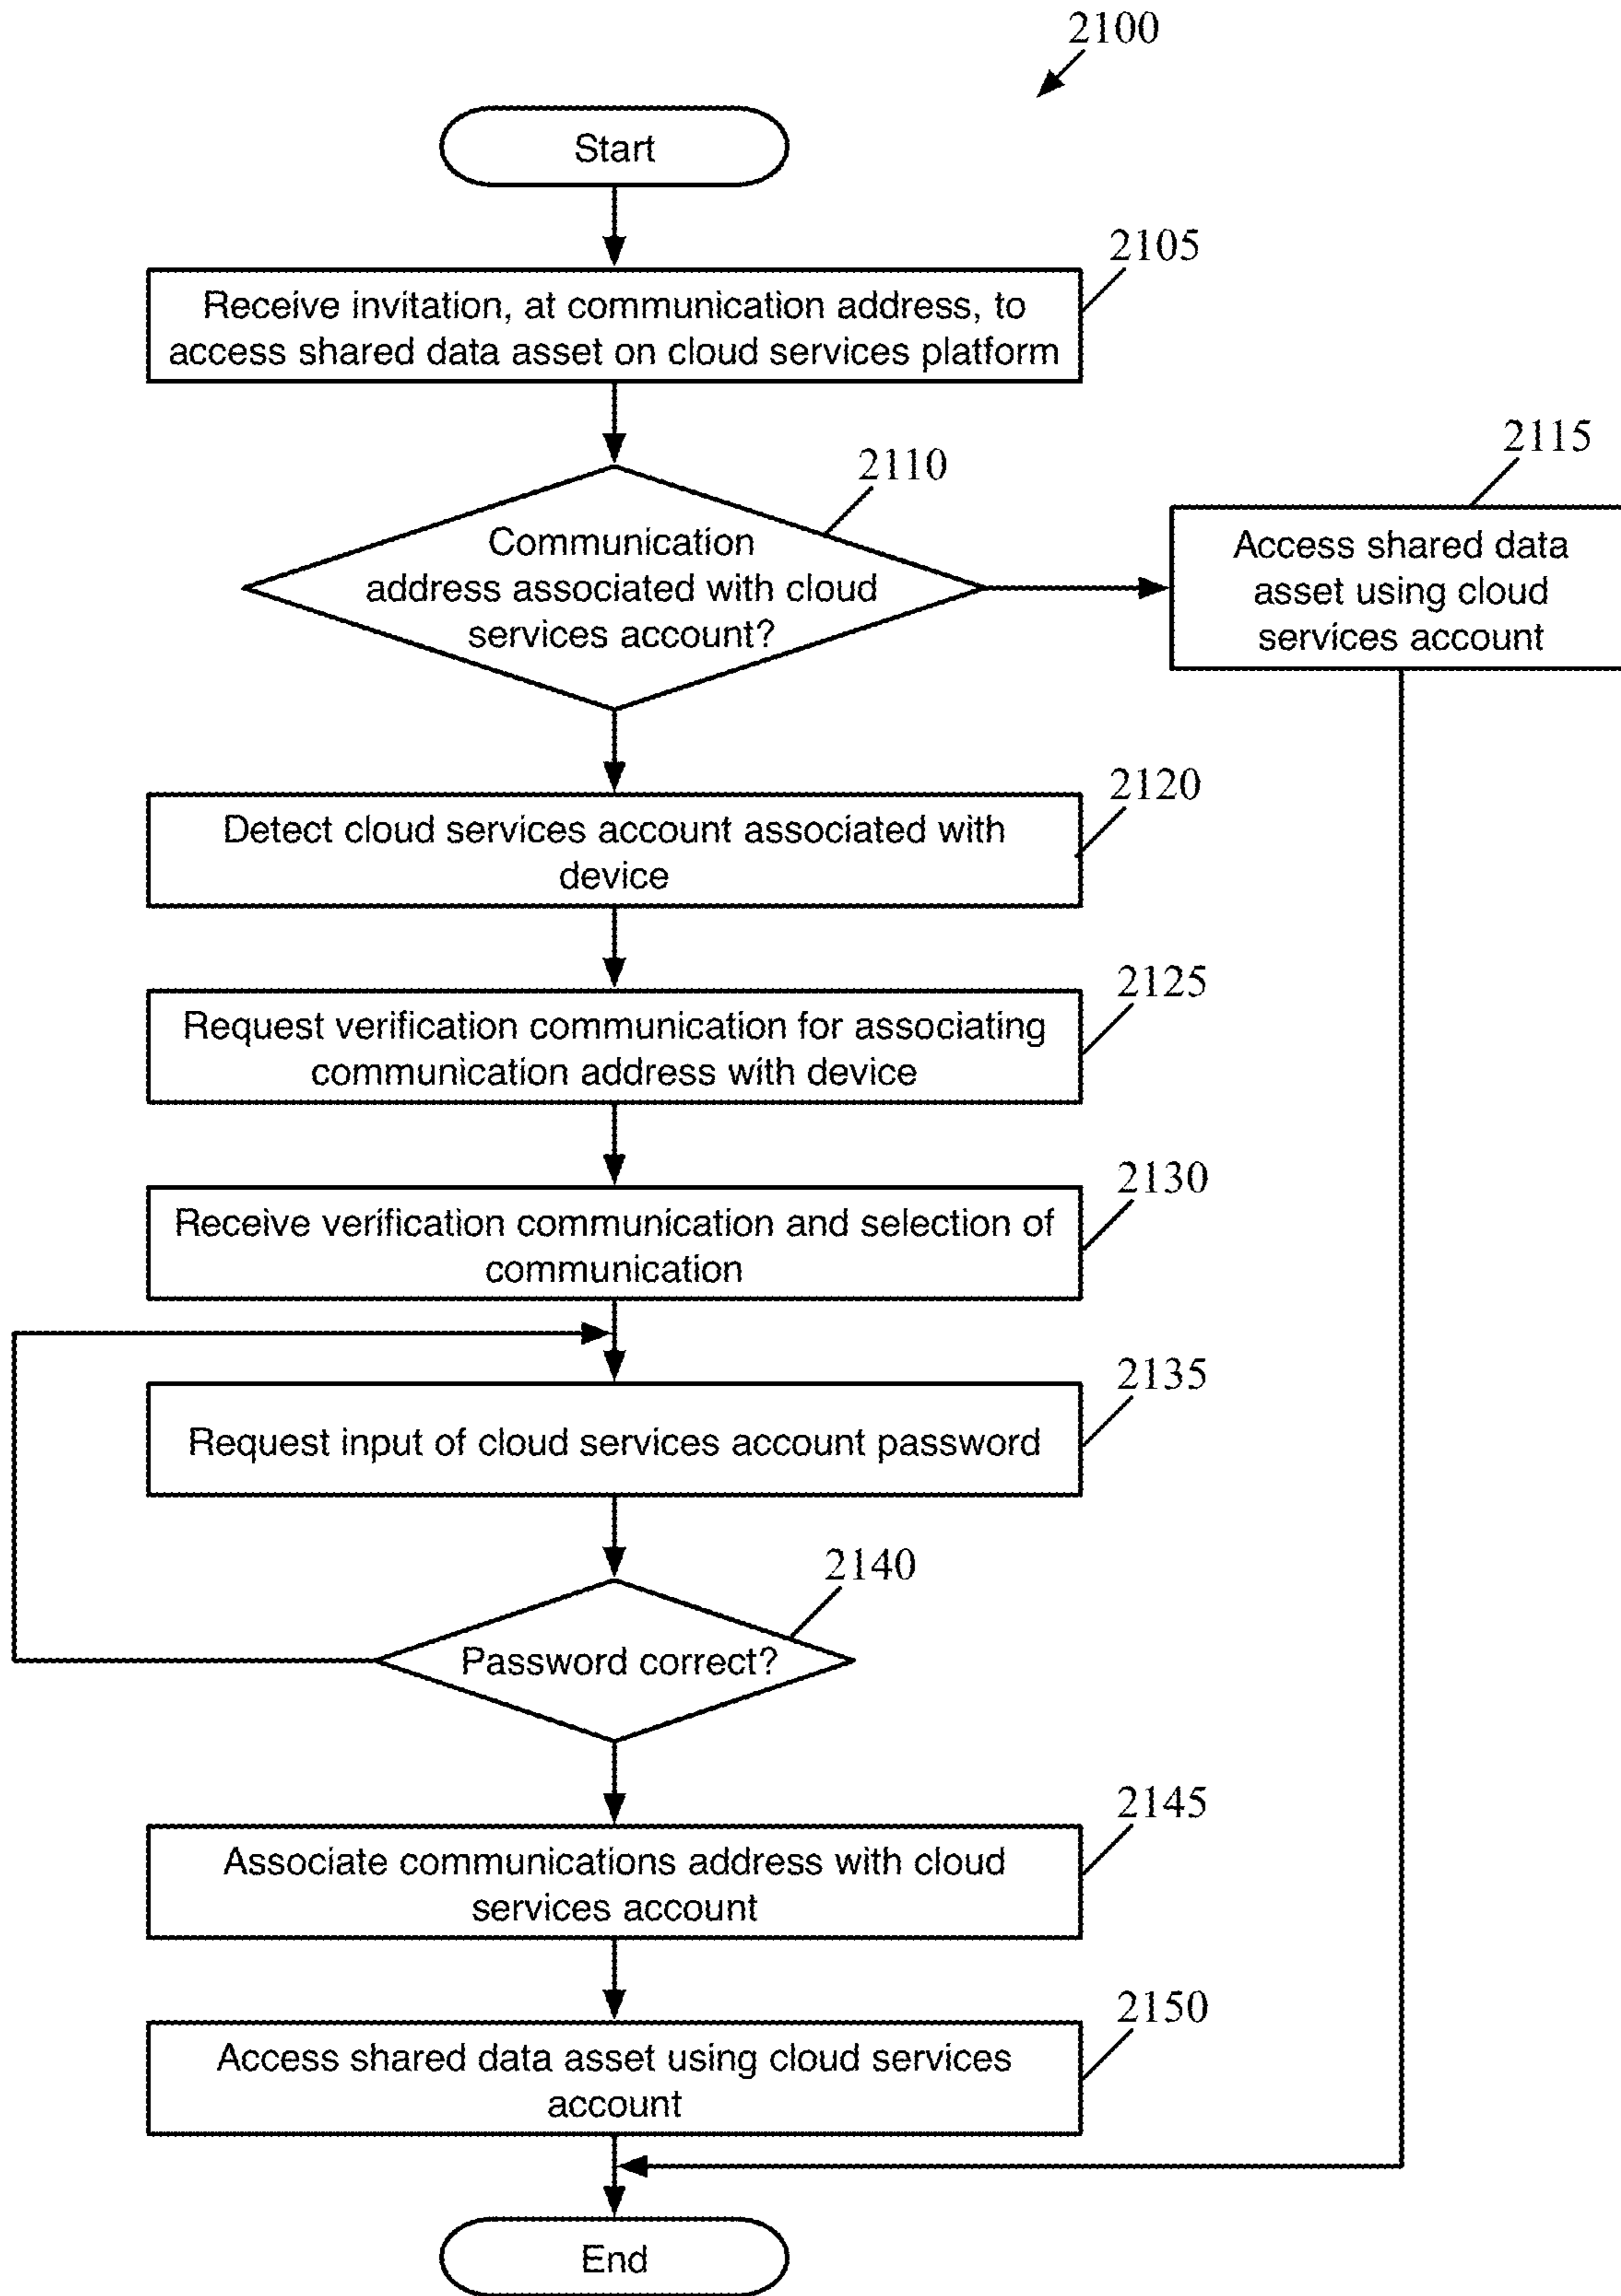 2100
Start
2105
Receive invitation, at communication address, to
access shared data asset on cloud services platform
2110
Communication
address associated with cloud
services account?
2115
Access shared data
asset using cloud
services account
2120
Detect cloud services account associated with
device
2125
Request verification communication for associating
communication address with device
2130
Receive verification communication and selection of
communication
2135
Request input of cloud services account password
2140
Password correct?
2145
Associate communications address with cloud
services account
2150
Access shared data asset using cloud services
account
End